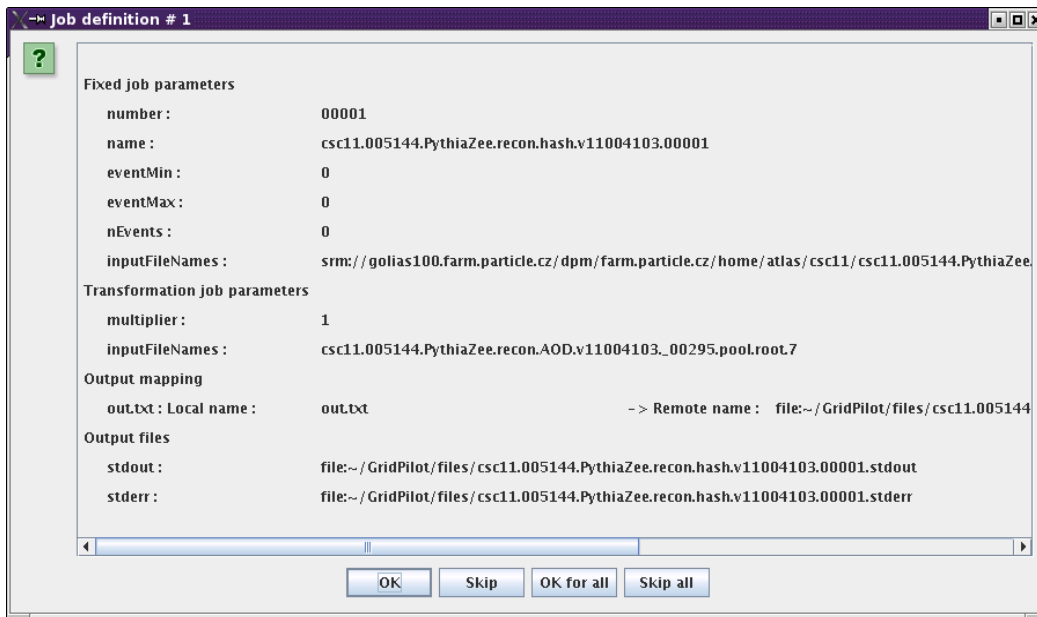 Job definition # 1
?
Fixed job parameters
number : 00001
name : csc11.005144.PythiaZee.recon.hash.v11004103.00001
eventMin : 0
eventMax : 0
nEvents : 0
inputFileNames : srm://golias100.farm.particle.cz/dpm/farm.particle.cz/home/atlas/csc11/csc11.005144.PythiaZee.
Transformation job parameters
multiplier : 1
inputFileNames : csc11.005144.PythiaZee.recon.AOD.v11004103._00295.pool.root.7
Output mapping
out.txt : Local name : out.txt -> Remote name : file:~/GridPilot/files/csc11.005144
Output files
stdout : file:~/GridPilot/files/csc11.005144.PythiaZee.recon.hash.v11004103.00001.stdout
stderr : file:~/GridPilot/files/csc11.005144.PythiaZee.recon.hash.v11004103.00001.stderr
OK Skip OK for all Skip all